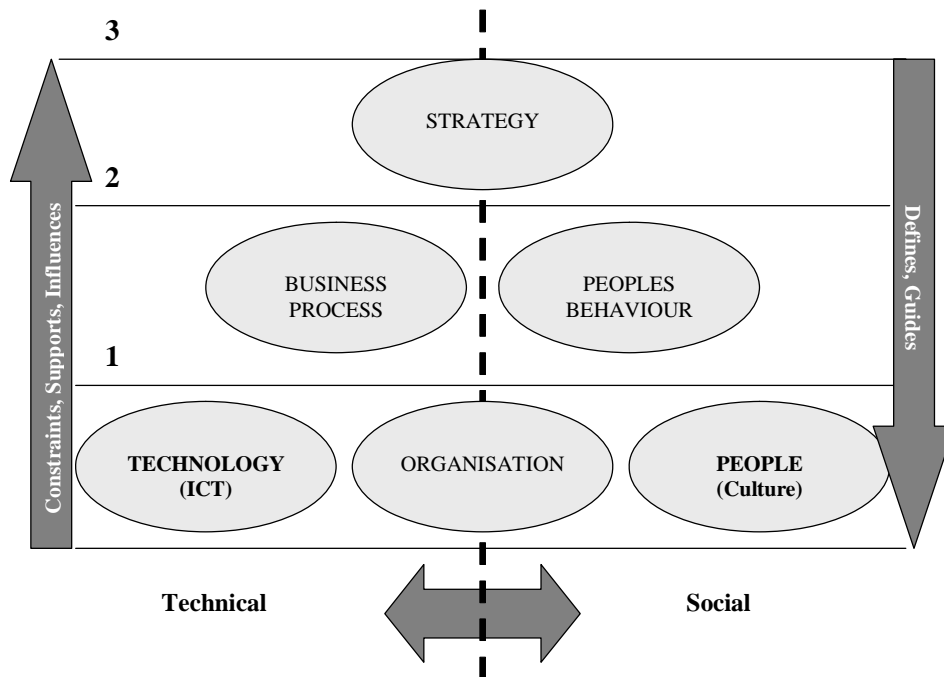 3
STRATEGY
2
Constraints, Supports, Influences
Defines, Guides
BUSINESS
PROCESS
PEOPLES
BEHAVIOUR
1
TECHNOLOGY
(ICT)
ORGANISATION
PEOPLE
(Culture)
Technical
Social